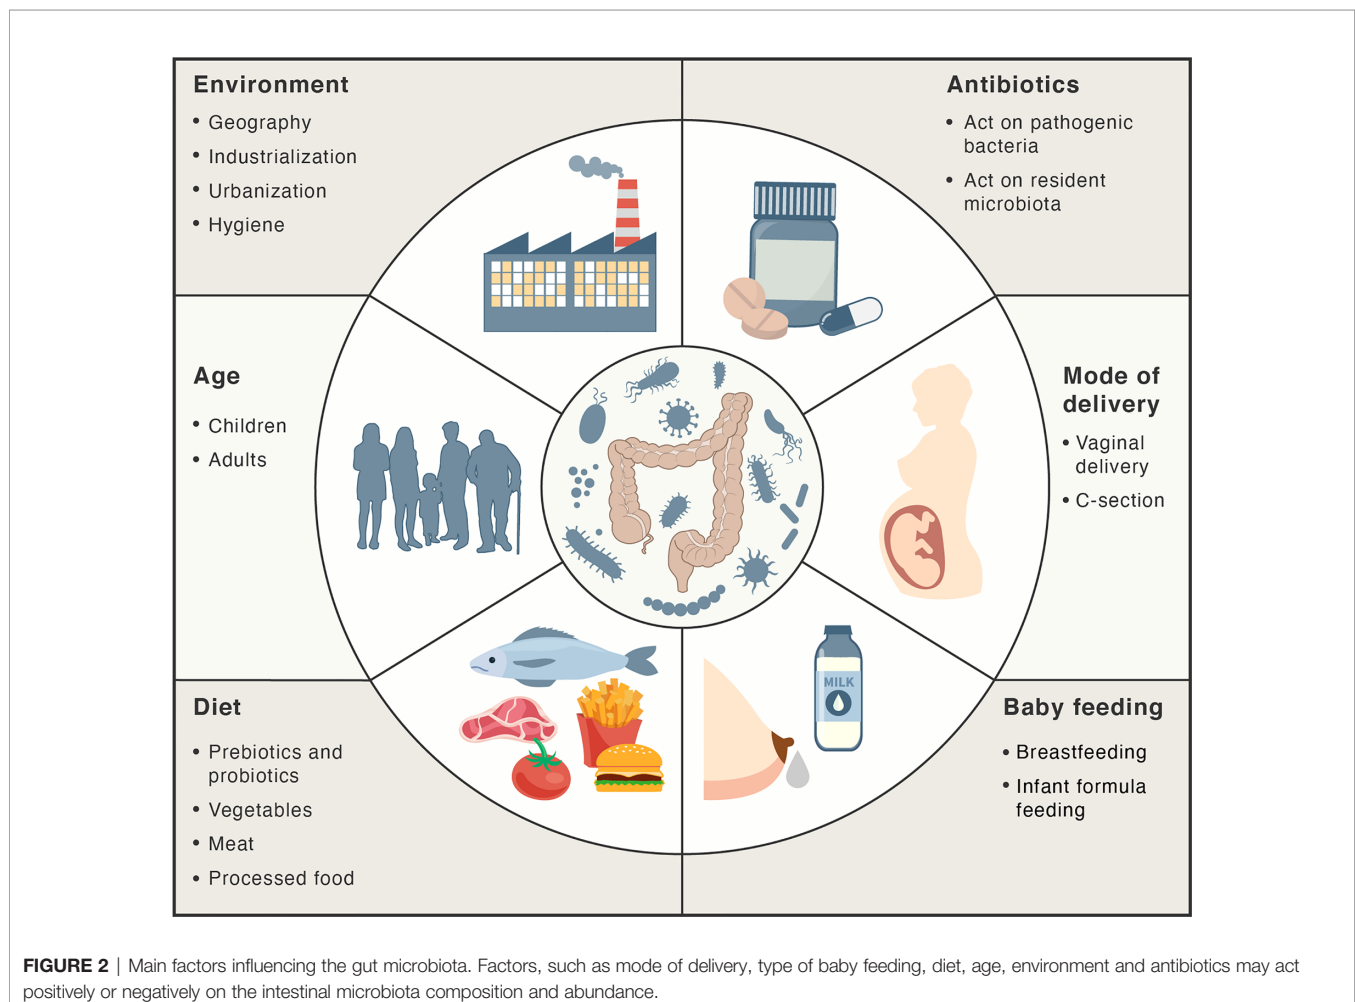 Environment
• Geography
• Industrialization
• Urbanization
• Hygiene
Antibiotics
• Act on pathogenic
bacteria
• Act on resident
microbiota
Age
• Children
• Adults
Mode of
delivery
• Vaginal
delivery
• C-section
Diet
• Prebiotics and
probiotics
• Vegetables
• Meat
• Processed food
MILK
Baby feeding
• Breastfeeding
• Infant formula
feeding
FIGURE 2 | Main factors influencing the gut microbiota. Factors, such as mode of delivery, type of baby feeding, diet, age, environment and antibiotics may act
positively or negatively on the intestinal microbiota composition and abundance.